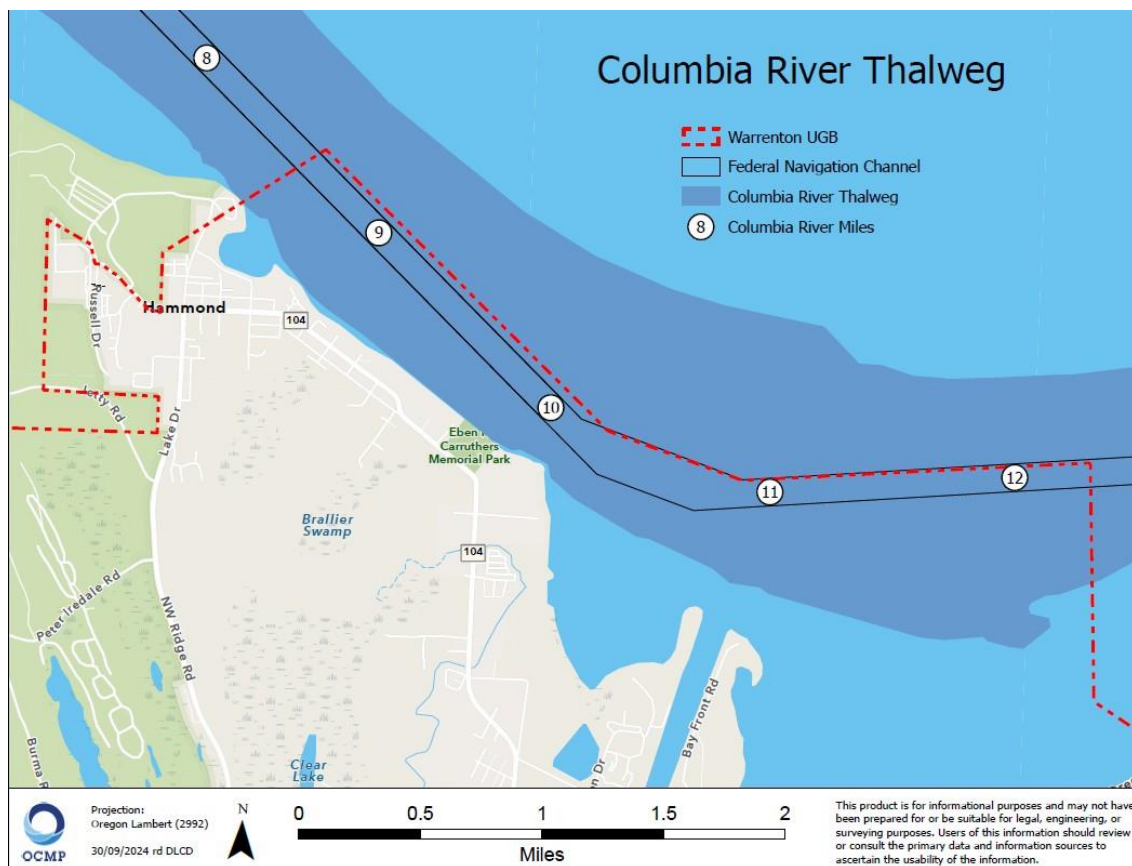 Columbia River Thalweg
Warrenton UGB
Federal Navigation Channel
Columbia River Thalweg
8
Columbia River Miles
8
9
10
11
12
Hammond
Russell Dr
104
Jetty Rd
Lake Dr
Carruthers
Memorial Park
Brallier
Swamp
104
Peter Iredale Rd
NW Ridge Rd
Bay Front Rd
Clear
Lake
OCMP
Projection:
Oregon Lambert (2992)
30/09/2024 rd DLCD
N
0 0.5 1 1.5 2
Miles
This product is for informational purposes and may not have
been prepared for or be suitable for legal, engineering, or
surveying purposes. Users of this information should review
or consult the primary data and information sources to
ascertain the usability of the information.